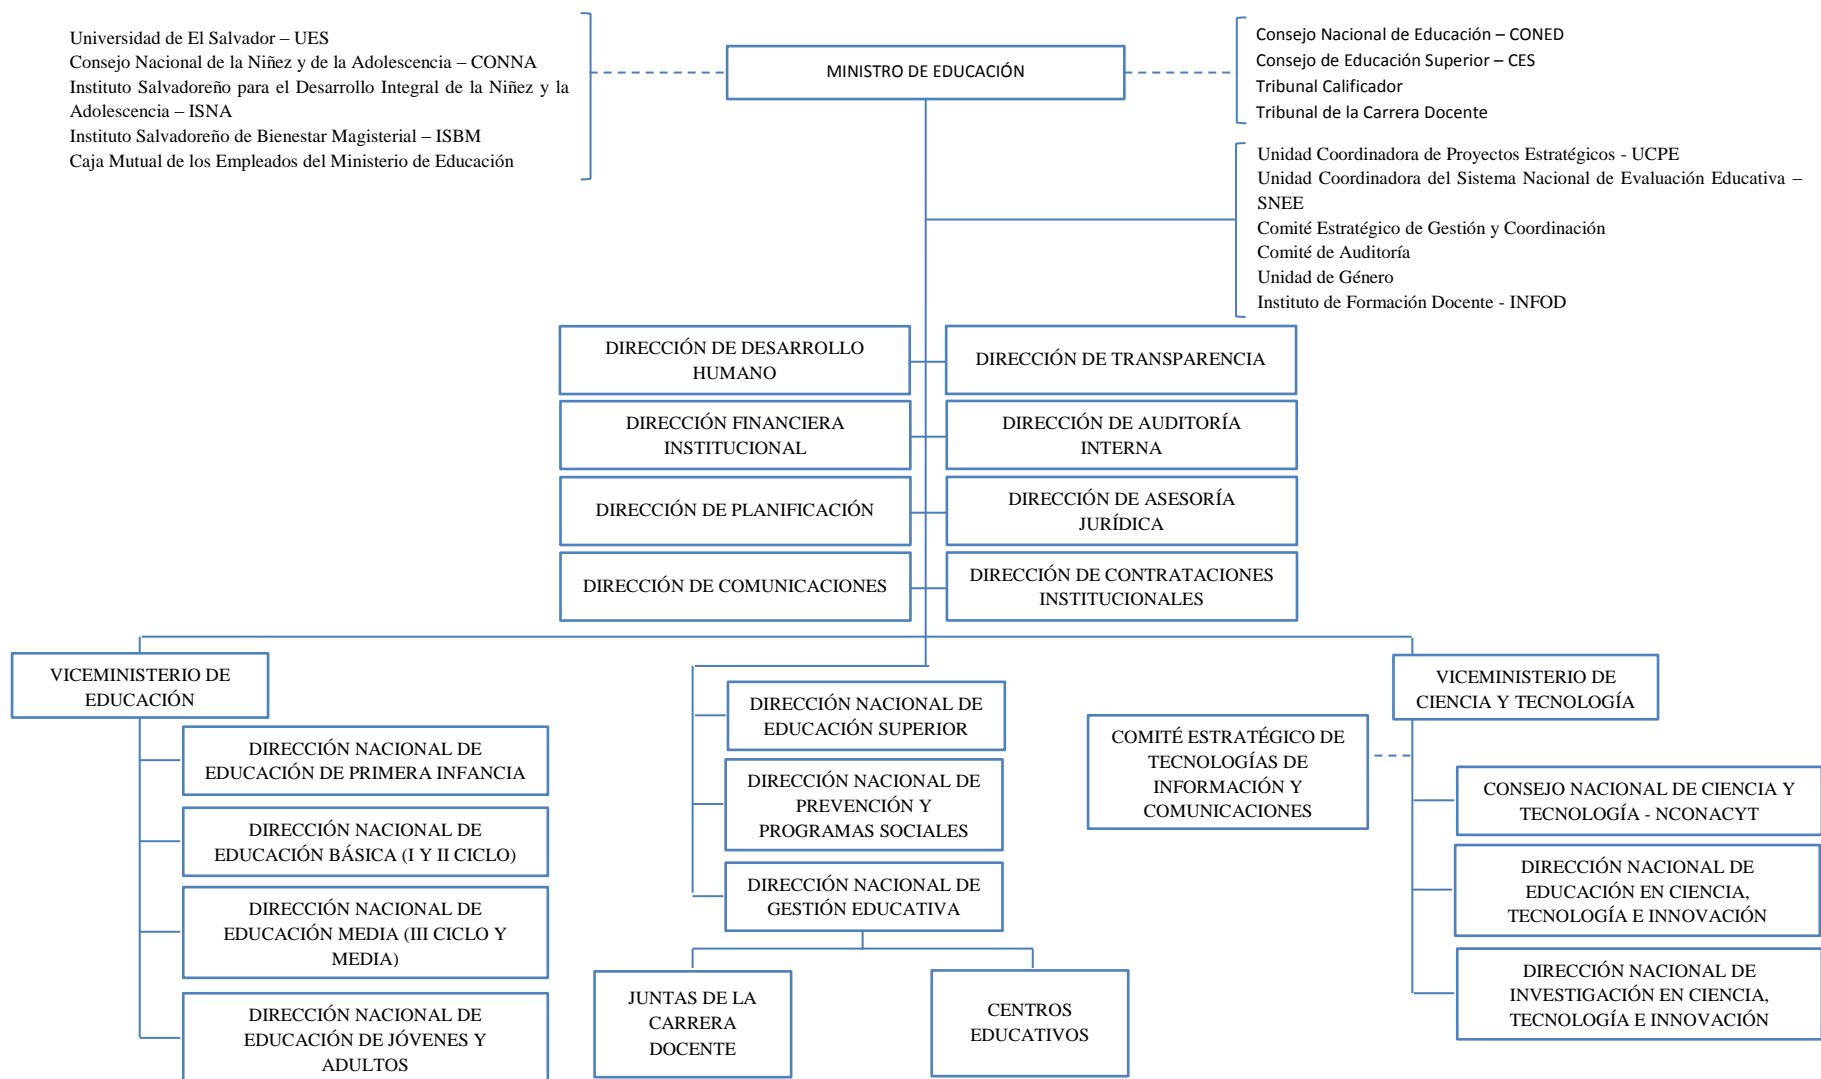 Universidad de El Salvador – UES
Consejo Nacional de la Niñez y de la Adolescencia – CONNA
Instituto Salvadoreño para el Desarrollo Integral de la Niñez y la
Adolescencia – ISNA
Instituto Salvadoreño de Bienestar Magisterial – ISBM
Caja Mutual de los Empleados del Ministerio de Educación
MINISTRO DE EDUCACIÓN
Consejo Nacional de Educación – CONED
Consejo de Educación Superior – CES
Tribunal Calificador
Tribunal de la Carrera Docente
Unidad Coordinadora de Proyectos Estratégicos - UCPE
Unidad Coordinadora del Sistema Nacional de Evaluación Educativa –
SNEE
Comité Estratégico de Gestión y Coordinación
Comité de Auditoría
Unidad de Género
Instituto de Formación Docente - INFOD
DIRECCIÓN DE DESARROLLO
HUMANO
DIRECCIÓN DE TRANSPARENCIA
DIRECCIÓN FINANCIERA
INSTITUCIONAL
DIRECCIÓN DE AUDITORÍA
INTERNA
DIRECCIÓN DE PLANIFICACIÓN
DIRECCIÓN DE ASESORÍA
JURÍDICA
DIRECCIÓN DE COMUNICACIONES
DIRECCIÓN DE CONTRATACIONES
INSTITUCIONALES
VICEMINISTERIO DE
EDUCACIÓN
DIRECCIÓN NACIONAL DE
EDUCACIÓN DE PRIMERA INFANCIA
DIRECCIÓN NACIONAL DE
EDUCACIÓN BÁSICA (I Y II CICLO)
DIRECCIÓN NACIONAL DE
EDUCACIÓN MEDIA (III CICLO Y
MEDIA)
DIRECCIÓN NACIONAL DE
EDUCACIÓN DE JÓVENES Y
ADULTOS
DIRECCIÓN NACIONAL DE
EDUCACIÓN SUPERIOR
DIRECCIÓN NACIONAL DE
PREVENCIÓN Y
PROGRAMAS SOCIALES
DIRECCIÓN NACIONAL DE
GESTIÓN EDUCATIVA
JUNTAS DE LA
CARRERA
DOCENTE
CENTROS
EDUCATIVOS
VICEMINISTERIO DE
CIENCIA Y TECNOLOGÍA
COMITÉ ESTRATÉGICO DE
TECNOLOGÍAS DE
INFORMACIÓN Y
COMUNICACIONES
CONSEJO NACIONAL DE CIENCIA Y
TECNOLOGÍA - NCONACYT
DIRECCIÓN NACIONAL DE
EDUCACIÓN EN CIENCIA,
TECNOLOGÍA E INNOVACIÓN
DIRECCIÓN NACIONAL DE
INVESTIGACIÓN EN CIENCIA,
TECNOLOGÍA E INNOVACIÓN